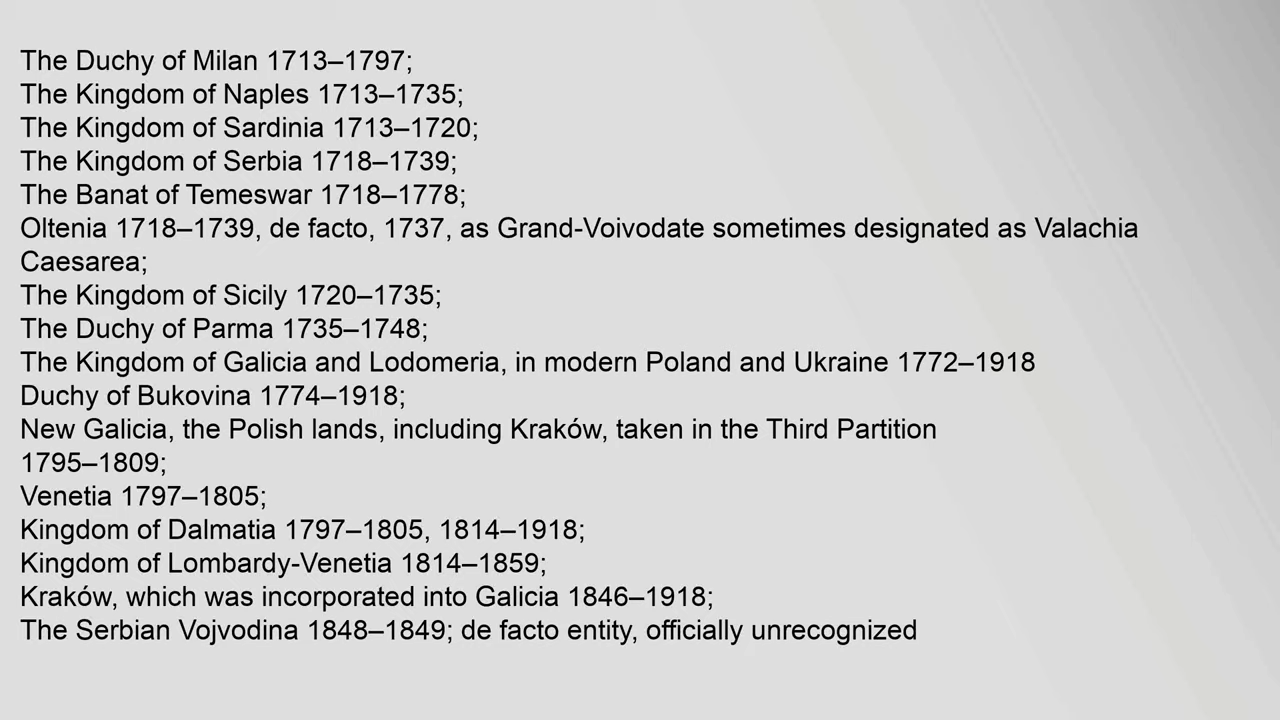 The Duchy of Milan 1713–1797;
The Kingdom of Naples 1713–1735;
The Kingdom of Sardinia 1713–1720;
The Kingdom of Serbia 1718–1739;
The Banat of Temeswar 1718–1778;
Oltenia 1718–1739, de facto, 1737, as Grand-Voivodate sometimes designated as Valachia
Caesarea;
The Kingdom of Sicily 1720–1735;
The Duchy of Parma 1735–1748;
The Kingdom of Galicia and Lodomeria, in modern Poland and Ukraine 1772–1918
Duchy of Bukovina 1774–1918;
New Galicia, the Polish lands, including Kraków, taken in the Third Partition
1795–1809;
Venetia 1797–1805;
Kingdom of Dalmatia 1797–1805, 1814–1918;
Kingdom of Lombardy-Venetia 1814–1859;
Kraków, which was incorporated into Galicia 1846–1918;
The Serbian Vojvodina 1848–1849; de facto entity, officially unrecognized